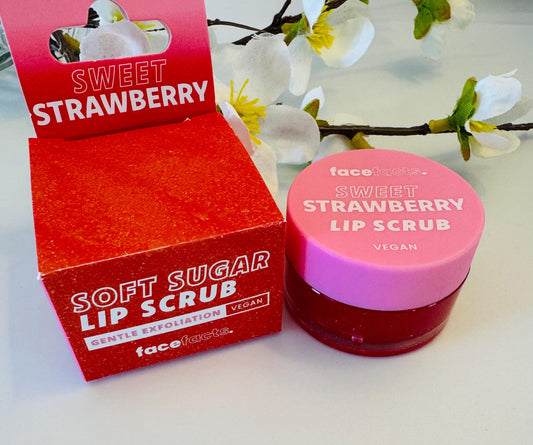 SWEET
STRAWBERRY
SOFT SUGAR
LIP SCRUB
GENTLE EXFOLIATION VEGAN
facefacts.
facefacts.
SWEET
STRAWBERRY
LIP SCRUB
VEGAN